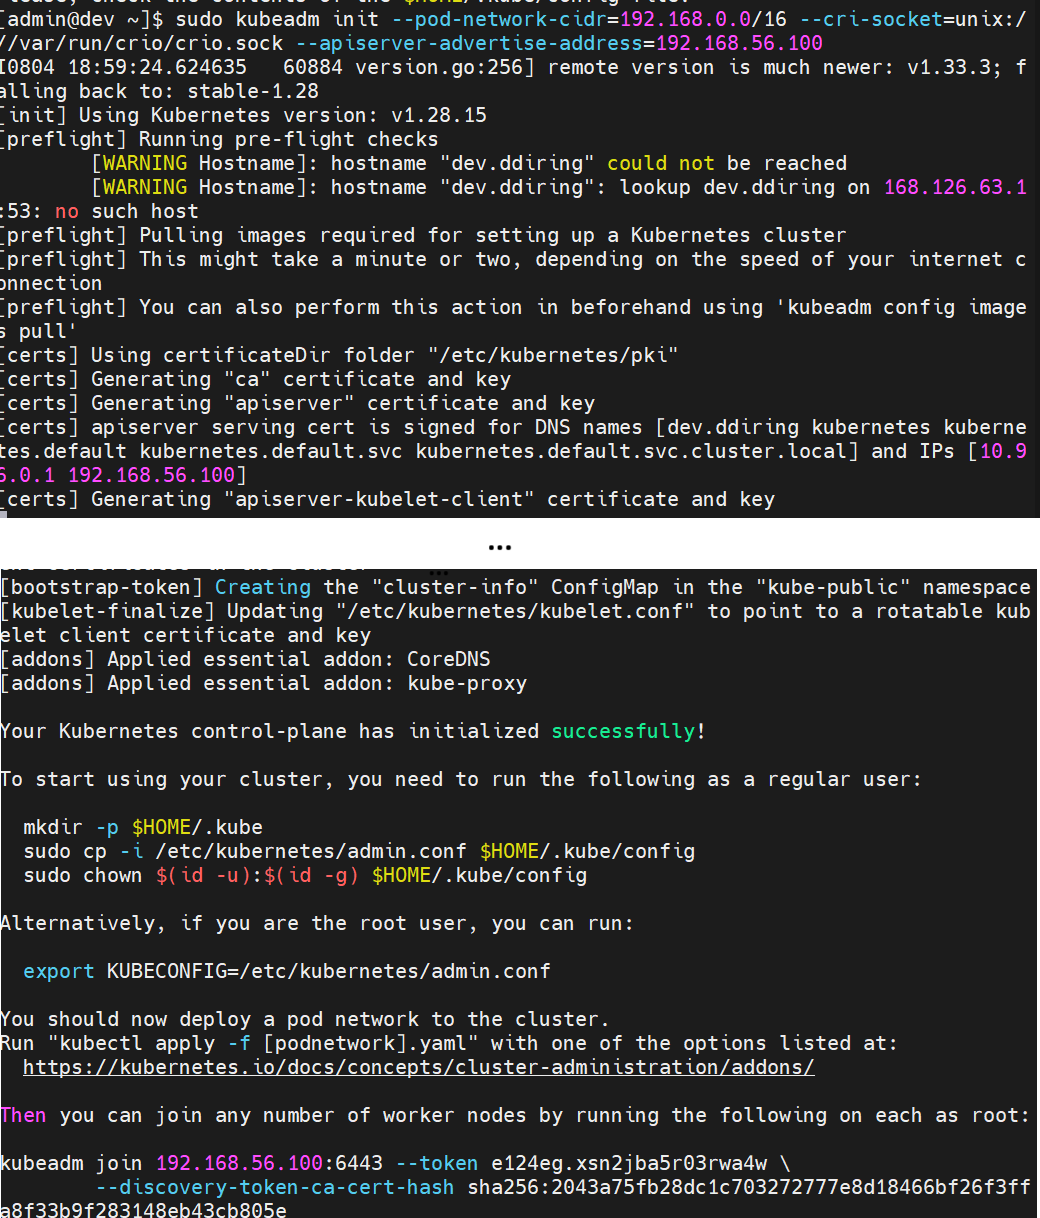 [admin@dev ~]$ sudo kubeadm init --pod-network-cidr=192.168.0.0/16 --cri-socket=unix:/
//var/run/crio/crio.sock --apiserver-advertise-address=192.168.56.100
I0804 18:59:24.624635   60884 version.go:256] remote version is much newer: v1.33.3; f
alling back to: stable-1.28
[init] Using Kubernetes version: v1.28.15
[preflight] Running pre-flight checks
        [WARNING Hostname]: hostname "dev.ddiring" could not be reached
        [WARNING Hostname]: hostname "dev.ddiring": lookup dev.ddiring on 168.126.63.1
:53: no such host
[preflight] Pulling images required for setting up a Kubernetes cluster
[preflight] This might take a minute or two, depending on the speed of your internet c
onnection
[preflight] You can also perform this action in beforehand using 'kubeadm config image
s pull'
[certs] Using certificateDir folder "/etc/kubernetes/pki"
[certs] Generating "ca" certificate and key
[certs] Generating "apiserver" certificate and key
[certs] apiserver serving cert is signed for DNS names [dev.ddiring kubernetes kuberne
tes.default kubernetes.default.svc kubernetes.default.svc.cluster.local] and IPs [10.9
6.0.1 192.168.56.100]
[certs] Generating "apiserver-kubelet-client" certificate and key
...
[bootstrap-token] Creating the "cluster-info" ConfigMap in the "kube-public" namespace
[kubelet-finalize] Updating "/etc/kubernetes/kubelet.conf" to point to a rotatable kub
elet client certificate and key
[addons] Applied essential addon: CoreDNS
[addons] Applied essential addon: kube-proxy
Your Kubernetes control-plane has initialized successfully!
To start using your cluster, you need to run the following as a regular user:
  mkdir -p $HOME/.kube
  sudo cp -i /etc/kubernetes/admin.conf $HOME/.kube/config
  sudo chown $(id -u):$(id -g) $HOME/.kube/config
Alternatively, if you are the root user, you can run:
  export KUBECONFIG=/etc/kubernetes/admin.conf
You should now deploy a pod network to the cluster.
Run "kubectl apply -f [podnetwork].yaml" with one of the options listed at:
  https://kubernetes.io/docs/concepts/cluster-administration/addons/
Then you can join any number of worker nodes by running the following on each as root:
kubeadm join 192.168.56.100:6443 --token e124eg.xsn2jba5r03rwa4w \
        --discovery-token-ca-cert-hash sha256:2043a75fb28dc1c703272777e8d18466bf26f3ff
a8f33b9f283148eb43cb805e